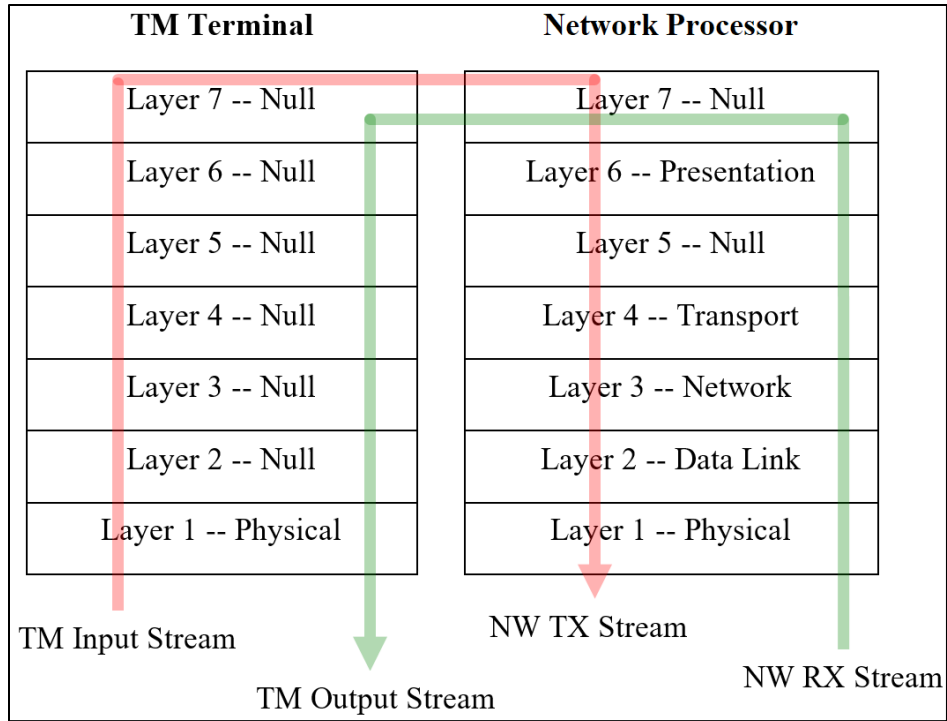 TM Terminal
Network Processor
Layer 7 -- Null
Layer 6 -- Null
Layer 5 -- Null
Layer 4 -- Null
Layer 3 -- Null
Layer 2 -- Null
Layer 1 -- Physical
Layer 7 -- Null
Layer 6 -- Presentation
Layer 5 -- Null
Layer 4 -- Transport
Layer 3 -- Network
Layer 2 -- Data Link
Layer 1 -- Physical
TM Input Stream
NW TX Stream
TM Output Stream
NW RX Stream